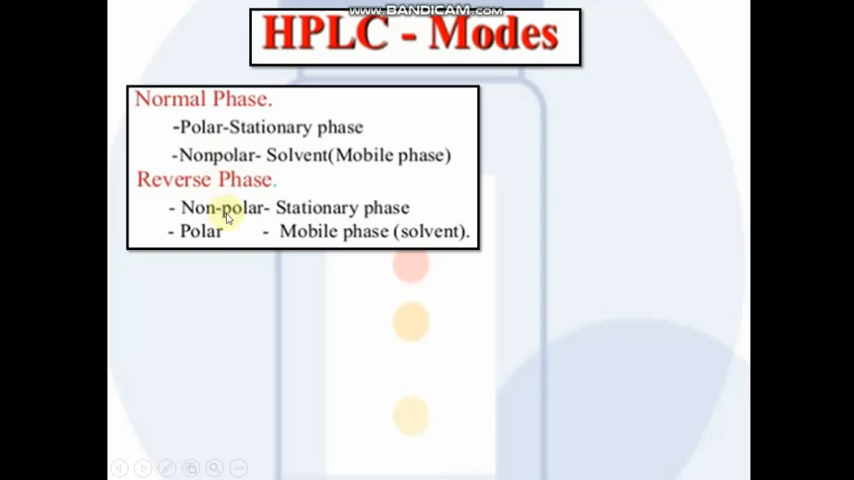 www.BANDICAM.com
HPLC - Modes
Normal Phase.
-Polar-Stationary phase
-Nonpolar- Solvent(Mobile phase)
Reverse Phase.
- Non-polar- Stationary phase
- Polar - Mobile phase (solvent).